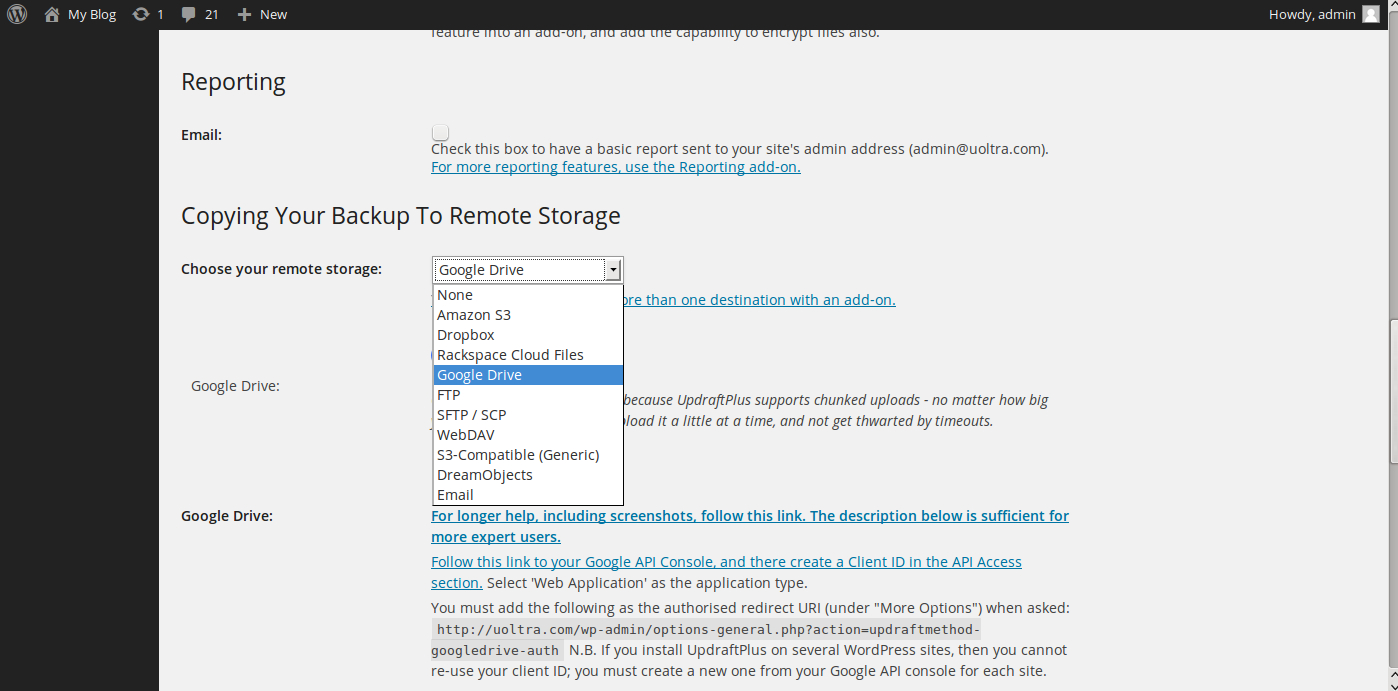 My Blog 1 21 New Howdy, admin
feature into an add-on, and add the capability to encrypt files also.
Reporting
Email:
Check this box to have a basic report sent to your site's admin address (admin@uoltra.com).
For more reporting features, use the Reporting add-on.
Copying Your Backup To Remote Storage
Choose your remote storage: Google Drive
None
ore than one destination with an add-on.
Amazon S3
Dropbox
Rackspace Cloud Files
Google Drive
Google Drive:
FTP
because UpdraftPlus supports chunked uploads - no matter how big
SFTP / SCP
load it a little at a time, and not get thwarted by timeouts.
WebDAV
S3-Compatible (Generic)
DreamObjects
Email
Google Drive: For longer help, including screenshots, follow this link. The description below is sufficient for
more expert users.
Follow this link to your Google API Console, and there create a Client ID in the API Access
section. Select 'Web Application' as the application type.
You must add the following as the authorised redirect URI (under "More Options") when asked:
http://uoltra.com/wp-admin/options-general.php?action=updraftmethod-
googledrive-auth N.B. If you install UpdraftPlus on several WordPress sites, then you cannot
re-use your client ID; you must create a new one from your Google API console for each site.